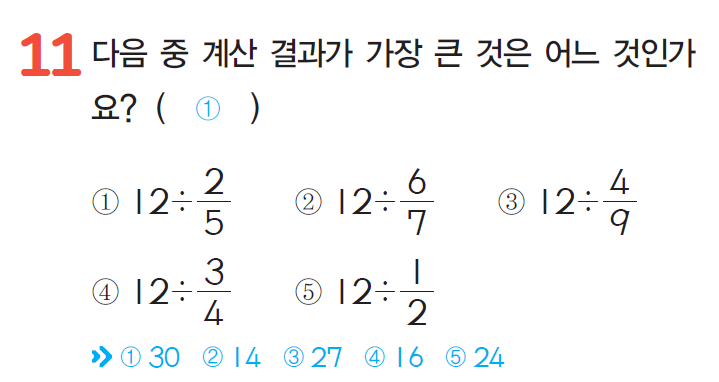 11 다음 중 계산 결과가 가장 큰 것은 어느 것인가
요? ( ① )
① 12÷2/5 ② 12÷6/7 ③ 12÷4/9
④ 12÷3/4 ⑤ 12÷1/2
» ① 30 ② 14 ③ 27 ④ 16 ⑤ 24